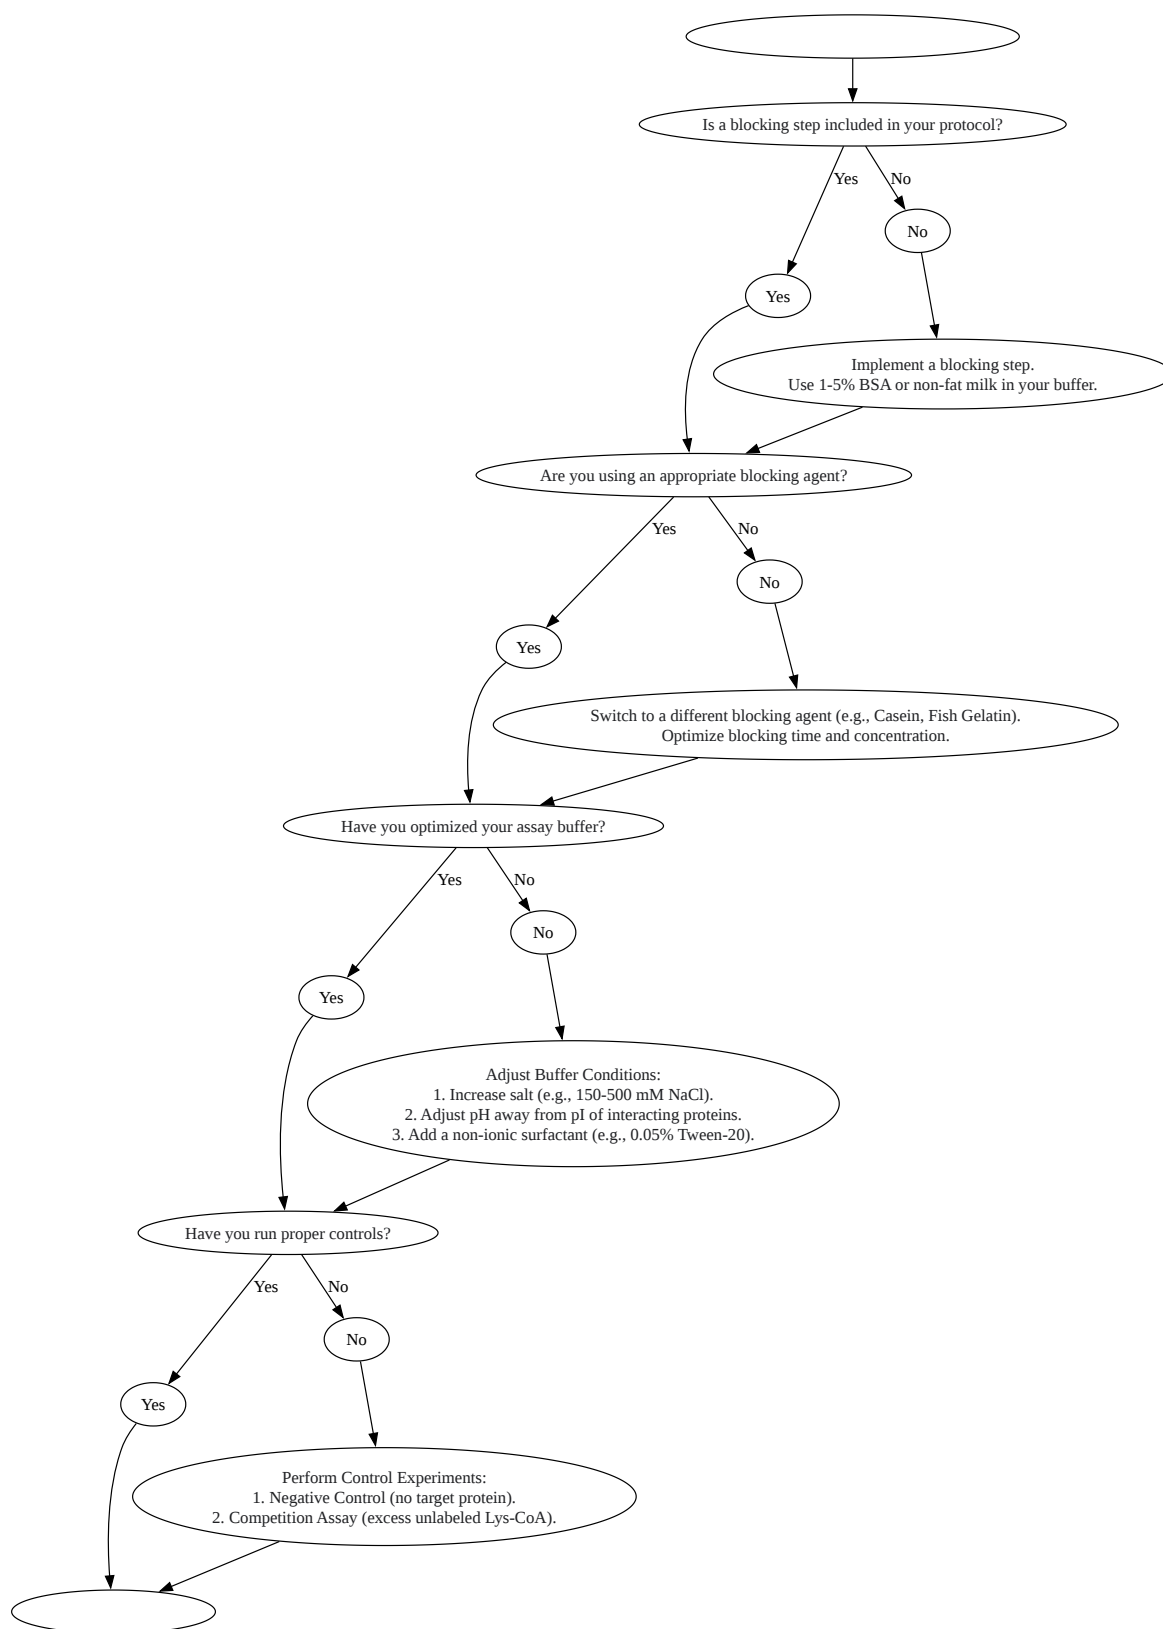 Is a blocking step included in your protocol?
Yes
No
No
Yes
Implement a blocking step.
Use 1-5% BSA or non-fat milk in your buffer.
Are you using an appropriate blocking agent?
Yes
No
No
Yes
Switch to a different blocking agent (e.g., Casein, Fish Gelatin).
Optimize blocking time and concentration.
Have you optimized your assay buffer?
Yes
No
No
Yes
Adjust Buffer Conditions:
1. Increase salt (e.g., 150-500 mM NaCl).
2. Adjust pH away from pI of interacting proteins.
3. Add a non-ionic surfactant (e.g., 0.05% Tween-20).
Have you run proper controls?
Yes
No
No
Yes
Perform Control Experiments:
1. Negative Control (no target protein).
2. Competition Assay (excess unlabeled Lys-CoA).